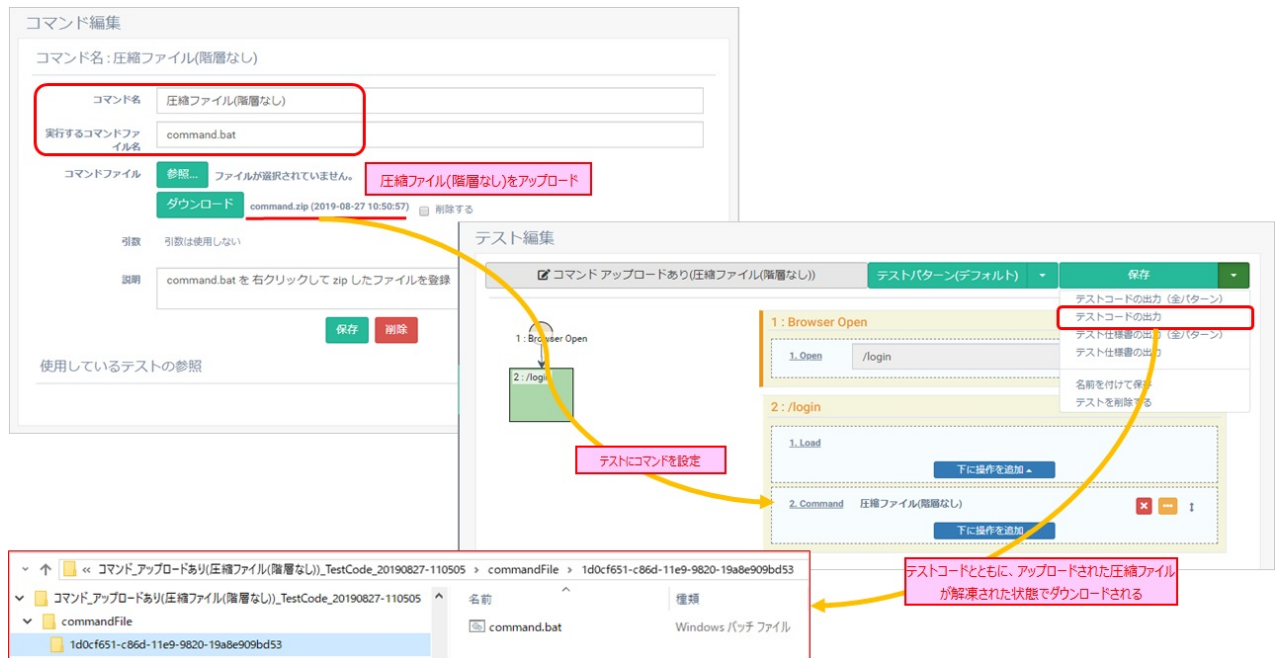 コマンド編集
コマンド名 : 圧縮ファイル(階層なし)
コマンド名
圧縮ファイル(階層なし)
実行するコマンドファ
イル名
command.bat
コマンドファイル
参照...
ファイルが選択されていません。
圧縮ファイル(階層なし)をアップロード
ダウンロード
command.zip (2019-08-27 10:50:57)
削除する
引数
引数は使用しない
説明
command.bat を 右クリックして zip したファイルを登録
保存
削除
使用しているテストの参照
テスト編集
コマンド アップロードあり(圧縮ファイル(階層なし))
テストパターン(デフォルト)
保存
テストコードの出力（全パターン）
テストコードの出力
テスト仕様書の出力（全パターン）
テスト仕様書の出力
名前を付けて保存
テストを削除する
1 : Browser Open
2 : /login
1 : Browser Open
1. Open
/login
2 : /login
1. Load
下に操作を追加
テストにコマンドを設定
2. Command
圧縮ファイル(階層なし)
下に操作を追加
テストコードとともに、アップロードされた圧縮ファイル
が解凍された状態でダウンロードされる
« コマンド_アップロードあり(圧縮ファイル(階層なし))_TestCode_20190827-110505 › commandFile › 1d0cf651-c86d-11e9-9820-19a8e909bd53
コマンド_アップロードあり(圧縮ファイル(階層なし))_TestCode_20190827-110505
commandFile
1d0cf651-c86d-11e9-9820-19a8e909bd53
名前
種類
command.bat
Windows バッチ ファイル